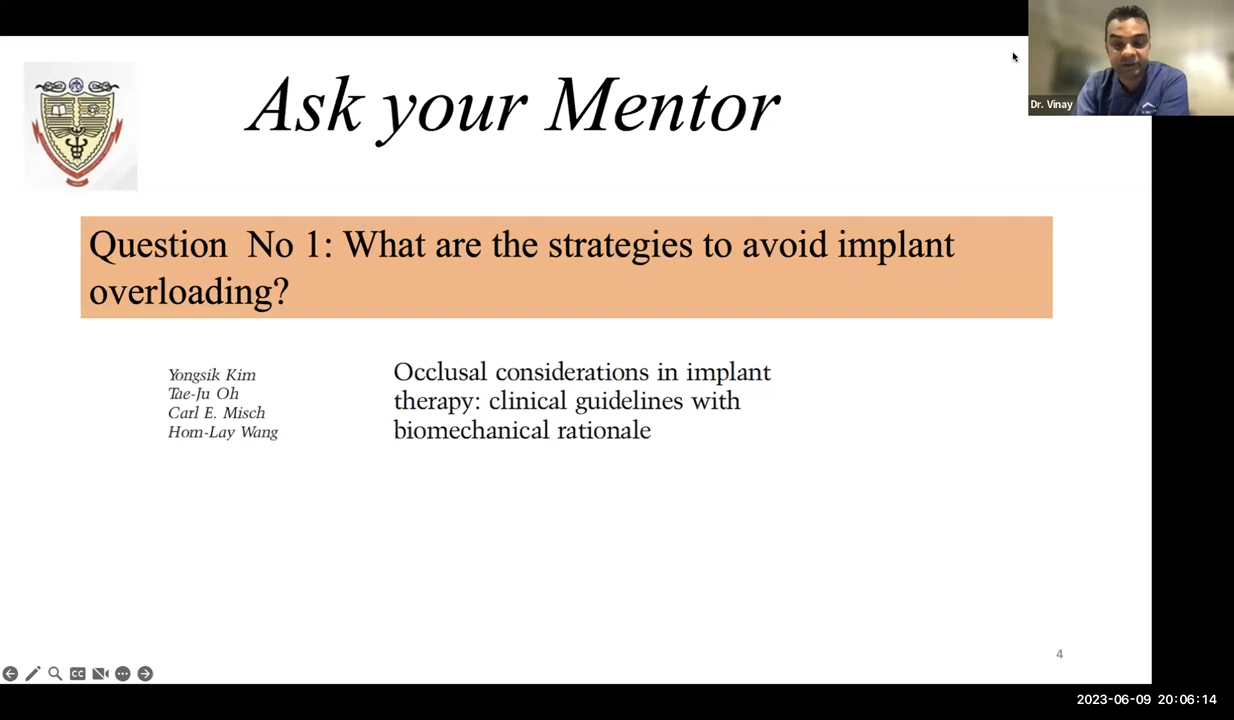 Ask your Mentor
Dr. Vinay
Question No 1: What are the strategies to avoid implant
overloading?
Yongsik Kim
Tae-Ju Oh
Carl E. Misch
Hom-Lay Wang
Occlusal considerations in implant
therapy: clinical guidelines with
biomechanical rationale
4
CC
2023-06-09 20:06:14